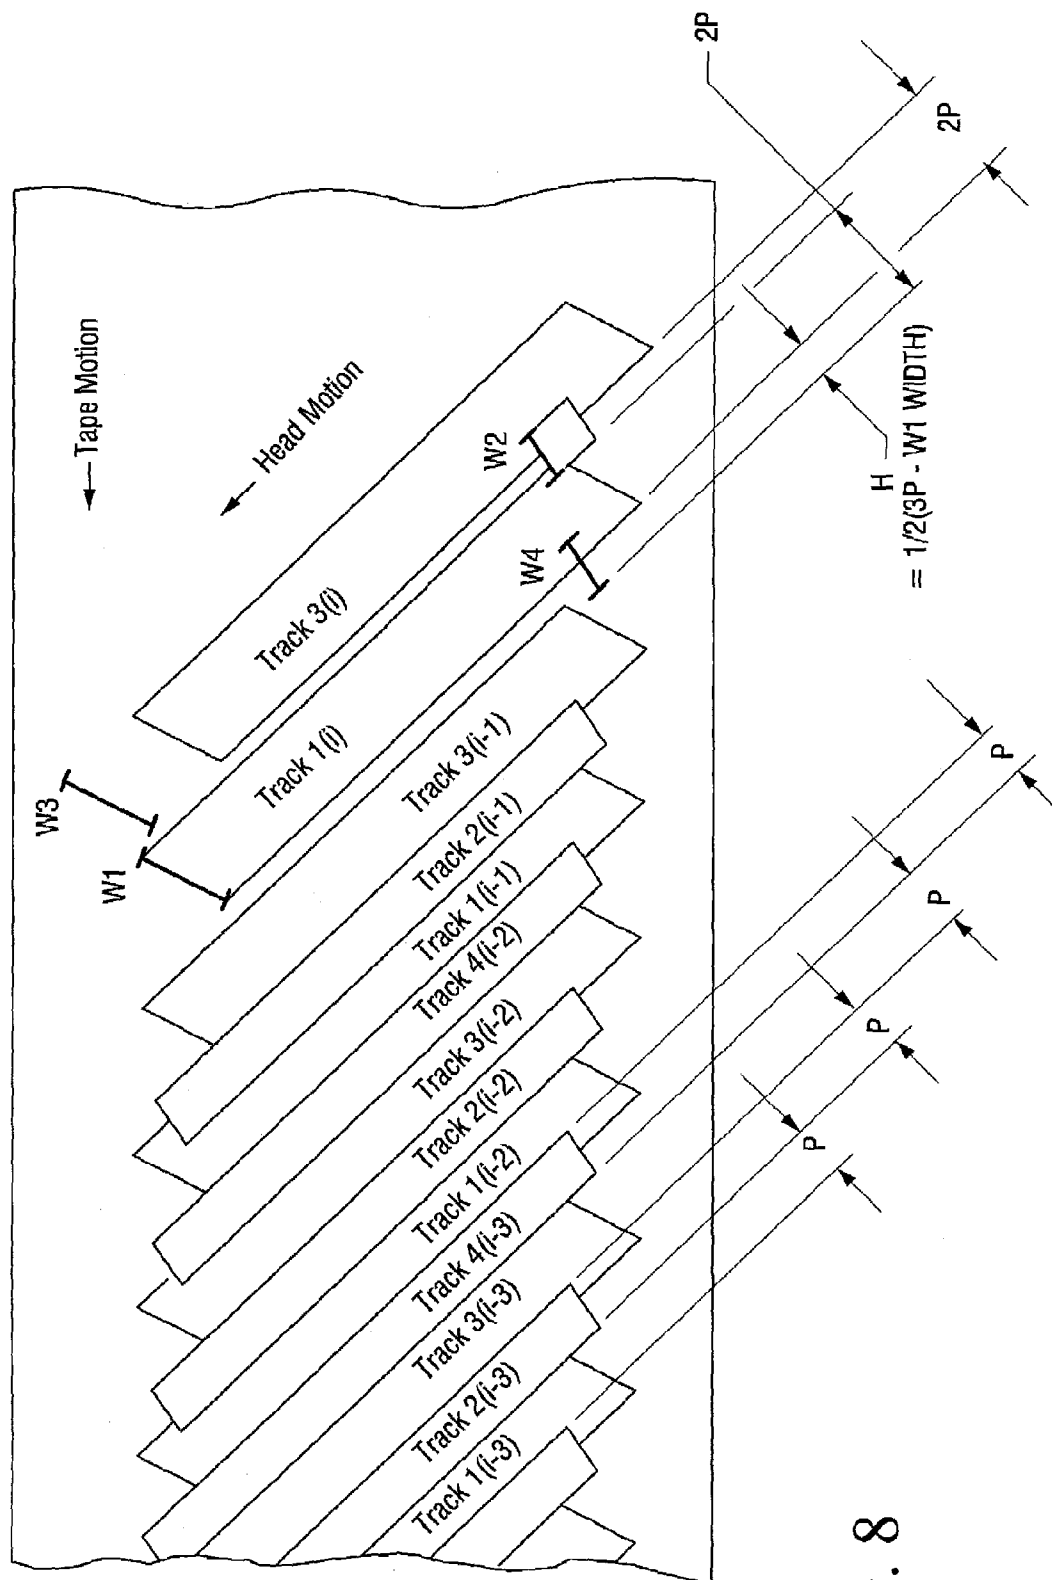 Tape Motion
Head Motion
W3
W1
W2
W4
Track 3(i)
Track 1(i)
Track 3(i-1)
Track 2(i-1)
Track 1(i-1)
Track 4(i-2)
Track 3(i-2)
Track 2(i-2)
Track 1(i-2)
Track 4(i-3)
Track 3(i-3)
Track 2(i-3)
Track 1(i-3)
2P
2P
H
= 1/2(3P - W1 WIDTH)
P
P
P
P
. 8